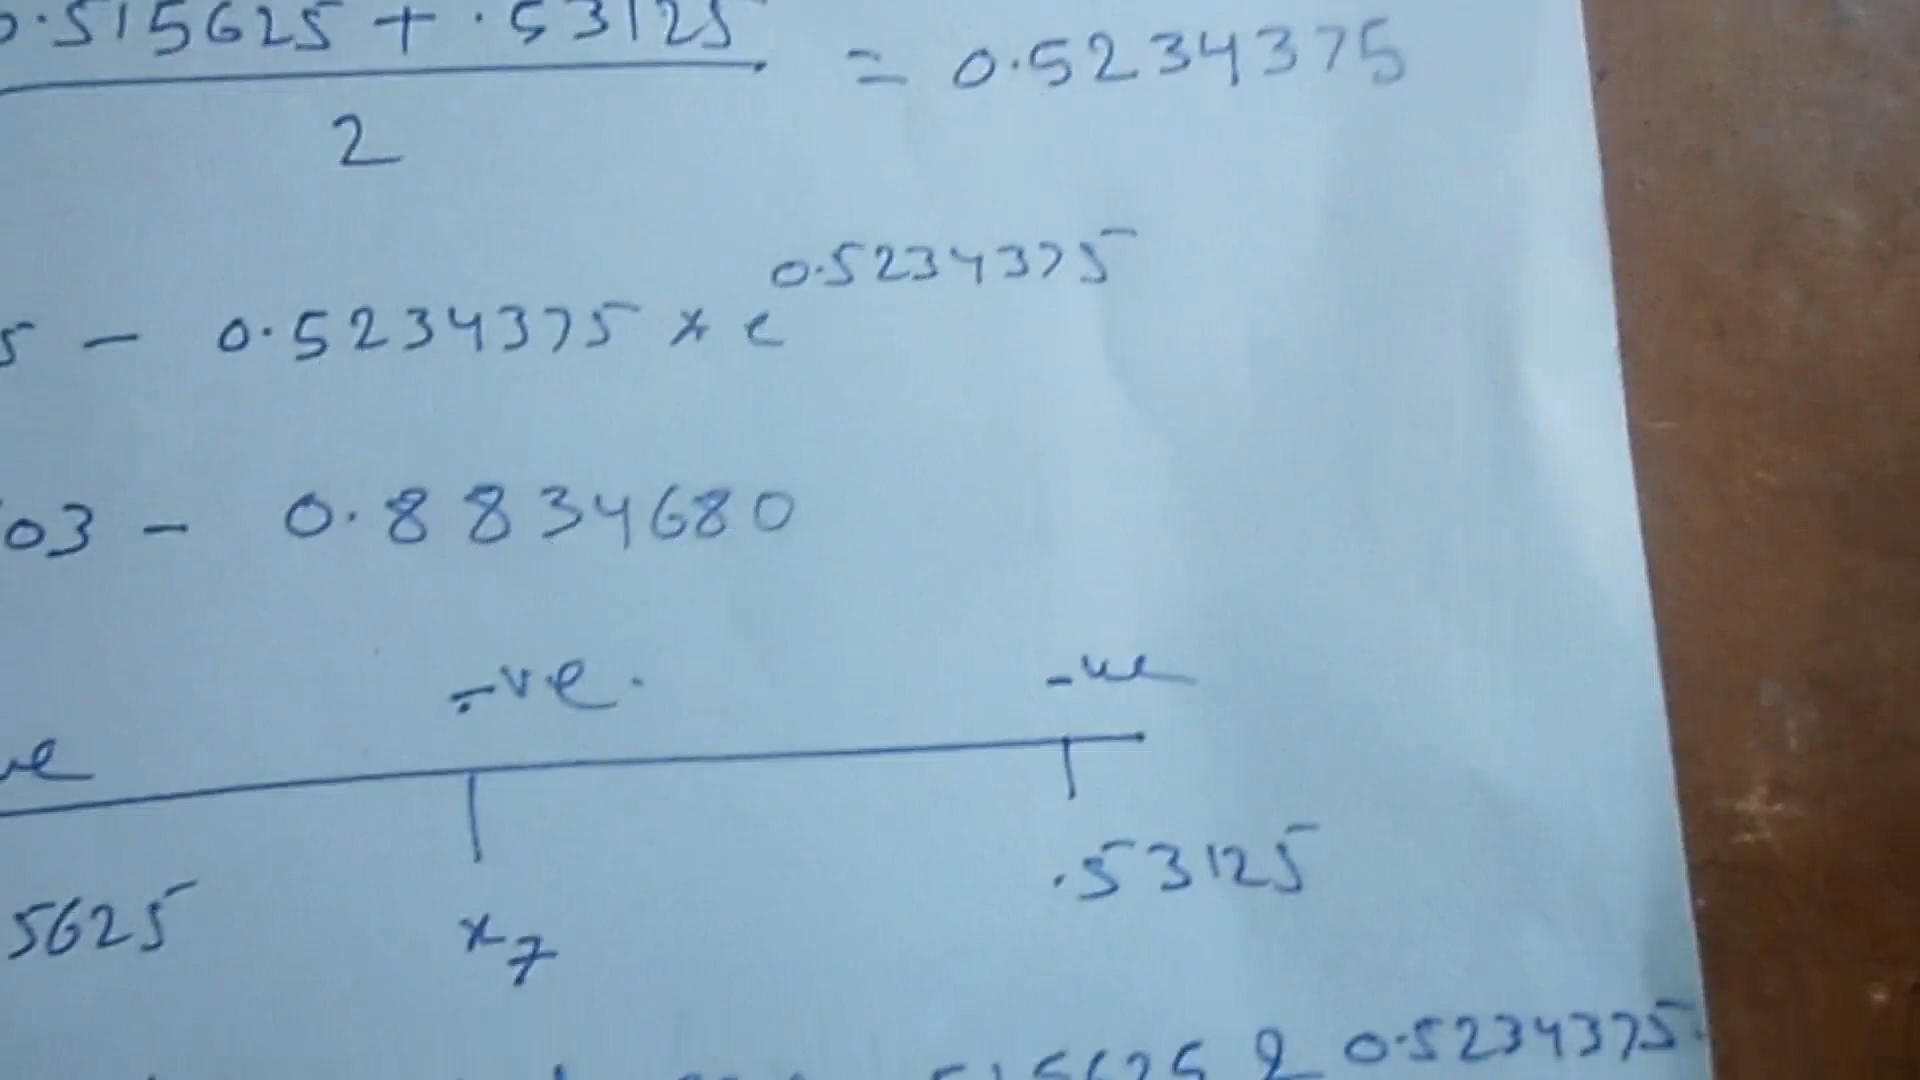 0.515625 + .53125
2
= 0.5234375
5 - 0.5234375 * e^0.5234375
03 - 0.8834680
-ve. -ve
ve
.53125
5625 x7
515625 & 0.5234375